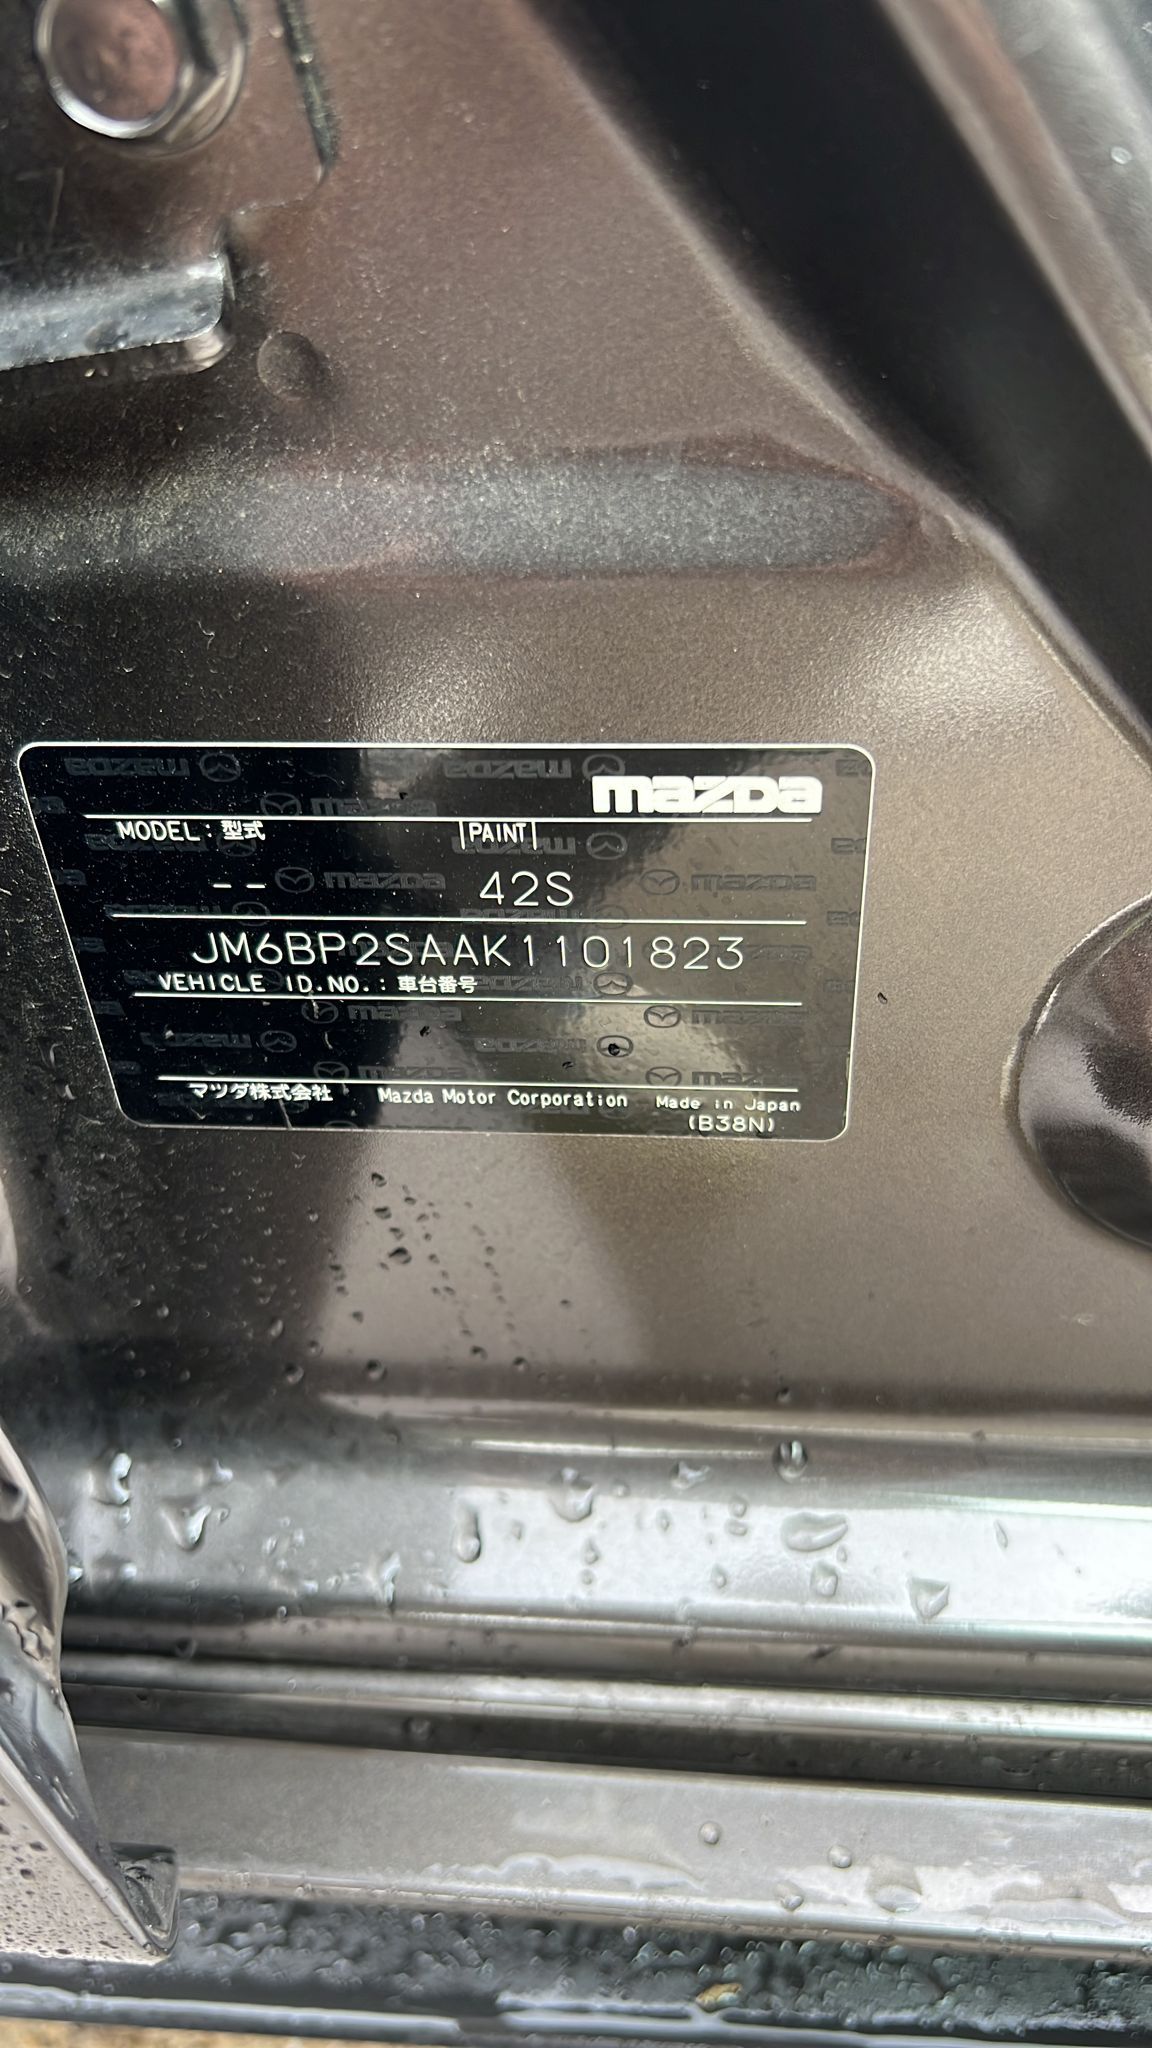 mazda
MODEL: 型式 PAINT
-- 42S
JM6BP2SAAK1101823
VEHICLE ID.NO.: 車台番号
マツダ株式会社 Mazda Motor Corporation Made in Japan
(B38N)